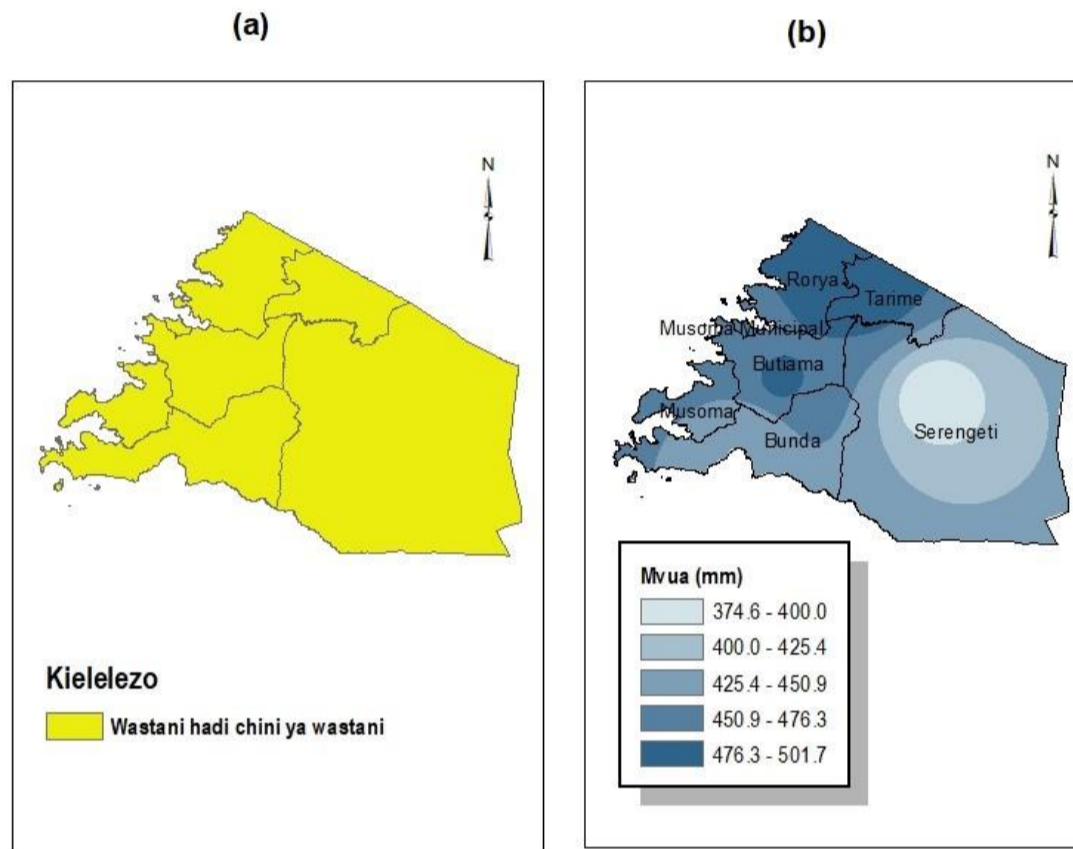 (a)
(b)
N
N
Rorya
Tarime
Musoma Municipal
Butiama
Musoma
Bunda
Serengeti
Kielelezo
Wastani hadi chini ya wastani
Mvua (mm)
374.6 - 400.0
400.0 - 425.4
425.4 - 450.9
450.9 - 476.3
476.3 - 501.7